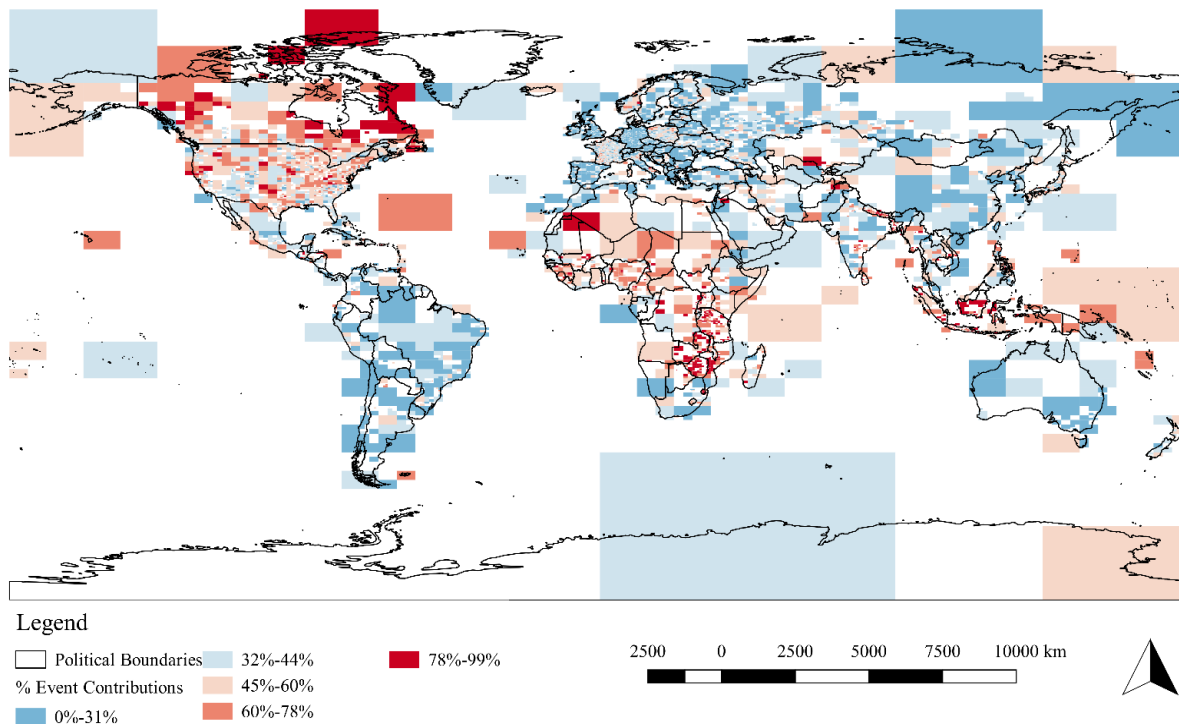 Legend
Political Boundaries
% Event Contributions
0%-31%
32%-44%
45%-60%
60%-78%
78%-99%
2500 0 2500 5000 7500 10000 km